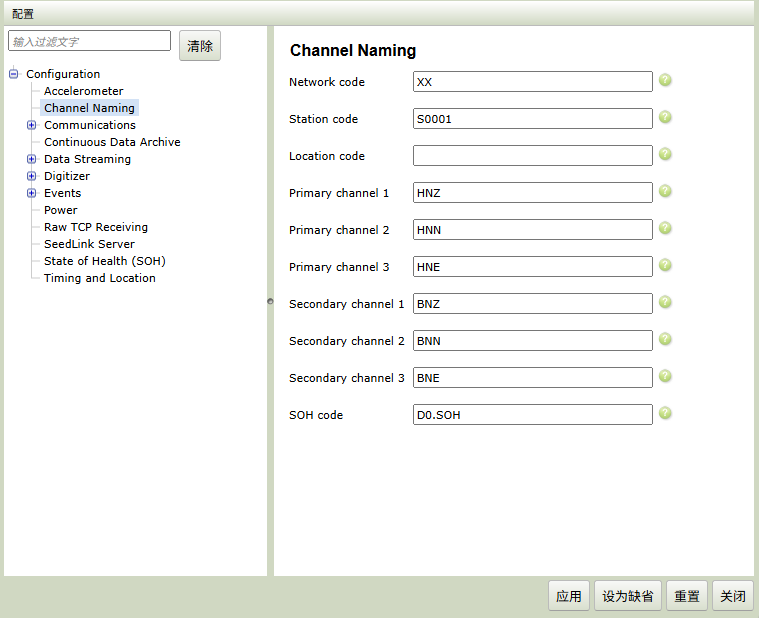 配置
输入过滤文字
清除
Configuration
Accelerometer
Channel Naming
Communications
Continuous Data Archive
Data Streaming
Digitizer
Events
Power
Raw TCP Receiving
SeedLink Server
State of Health (SOH)
Timing and Location
Channel Naming
Network code XX
Station code S0001
Location code
Primary channel 1 HNZ
Primary channel 2 HNN
Primary channel 3 HNE
Secondary channel 1 BNZ
Secondary channel 2 BNN
Secondary channel 3 BNE
SOH code D0.SOH
应用 设为缺省 重置 关闭